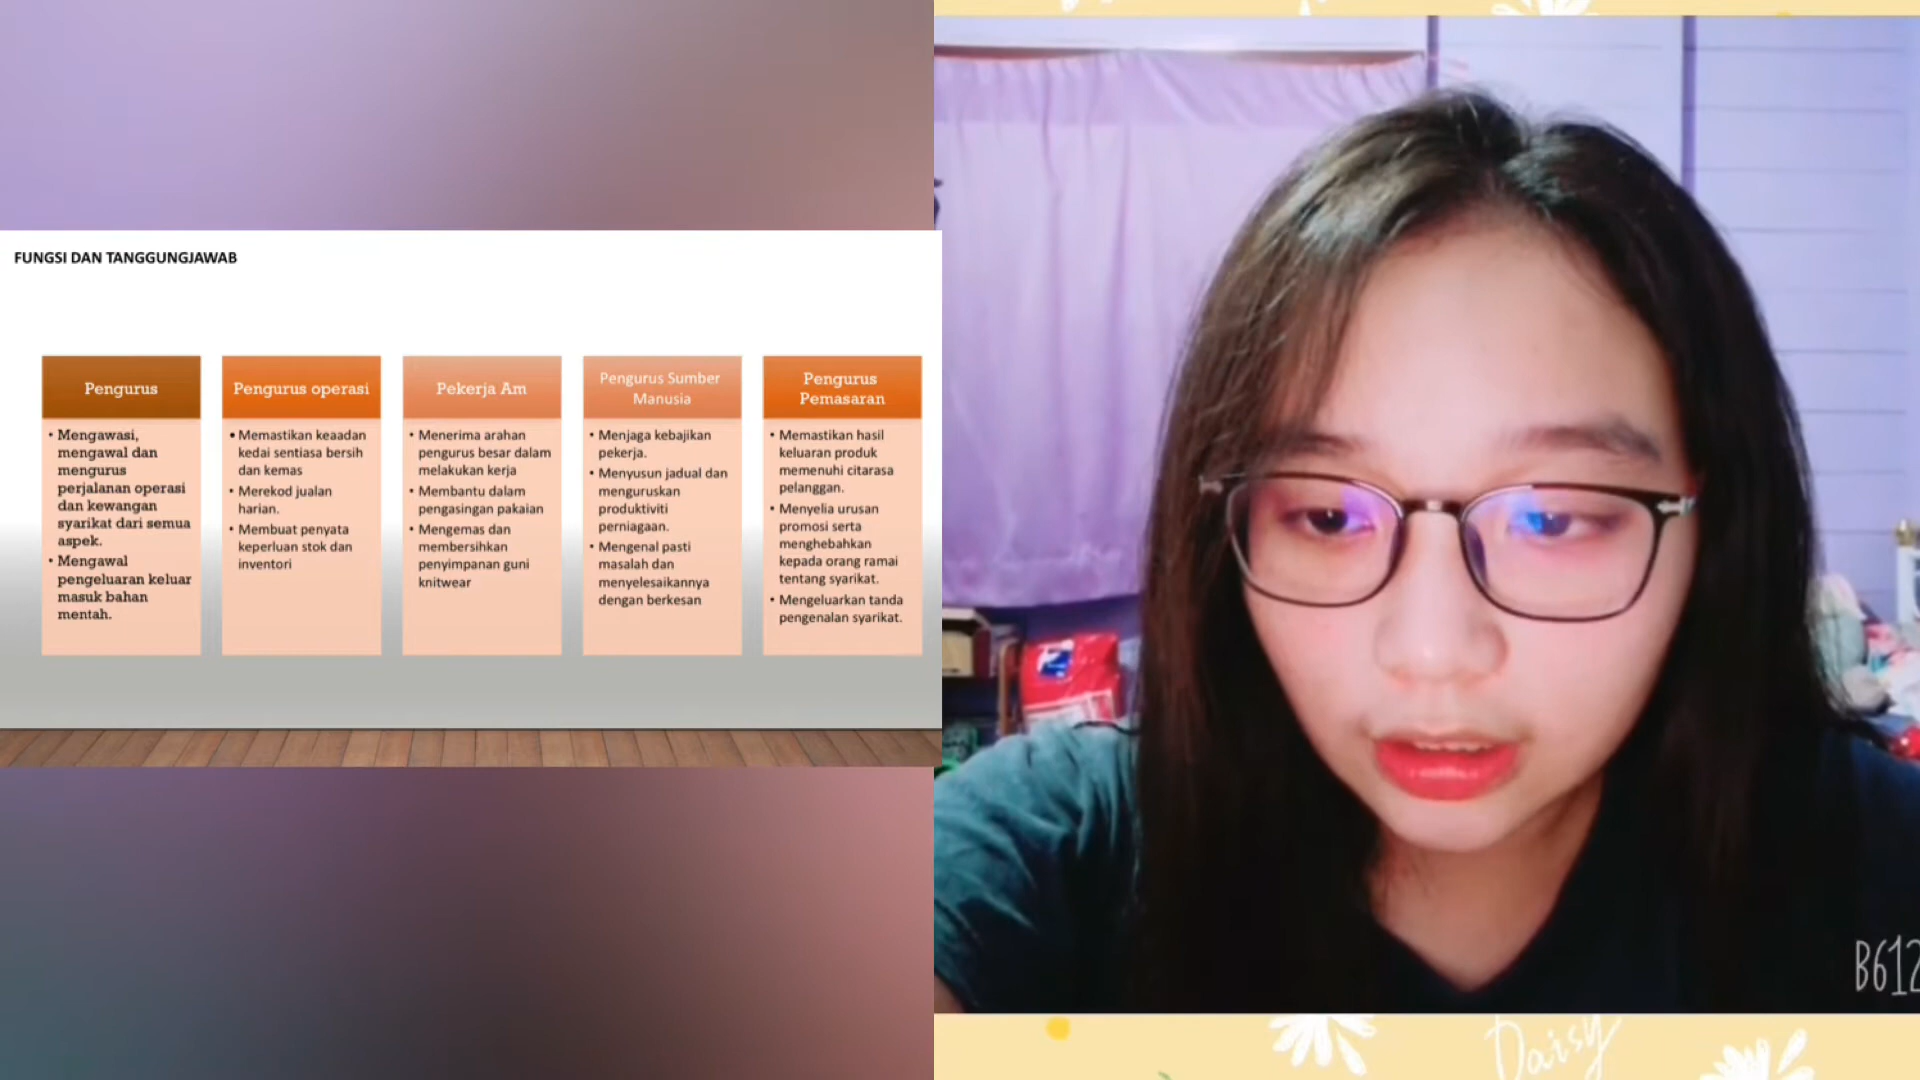 FUNGSI DAN TANGGUNGJAWAB
Pengurus
• Mengawasi,
mengawal dan
mengurus
perjalanan operasi
dan kewangan
syarikat dari semua
aspek.
• Mengawal
pengeluaran keluar
masuk bahan
mentah.
Pengurus operasi
• Memastikan keaadan
kedai sentiasa bersih
dan kemas
• Merekod jualan
harian.
• Membuat penyata
keperluan stok dan
inventori
Pekerja Am
• Menerima arahan
pengurus besar dalam
melakukan kerja
• Membantu dalam
pengasingan pakaian
• Mengemas dan
membersihkan
penyimpanan guni
knitwear
Pengurus Sumber
Manusia
• Menjaga kebajikan
pekerja.
• Menyusun jadual dan
menguruskan
produktiviti
perniagaan.
• Mengenal pasti
masalah dan
menyelesaikannya
dengan berkesan
Pengurus
Pemasaran
• Memastikan hasil
keluaran produk
memenuhi citarasa
pelanggan.
• Menyelia urusan
promosi serta
menghebahkan
kepada orang ramai
tentang syarikat.
• Mengeluarkan tanda
pengenalan syarikat.
B612
Daisy